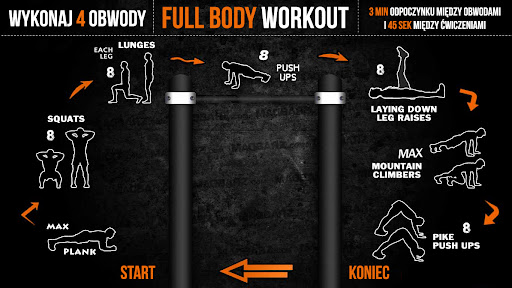 WYKONAJ 4 OBWODY
FULL BODY WORKOUT
3 MIN ODPOCZYNKU MIĘDZY OBWODAMI
I 45 SEK MIĘDZY ĆWICZENIAMI
EACH
LEG
LUNGES
8
8
PUSH
UPS
8
LAYING DOWN
LEG RAISES
SQUATS
8
MAX
MOUNTAIN
CLIMBERS
MAX
PLANK
8
PIKE
PUSH UPS
START
KONIEC